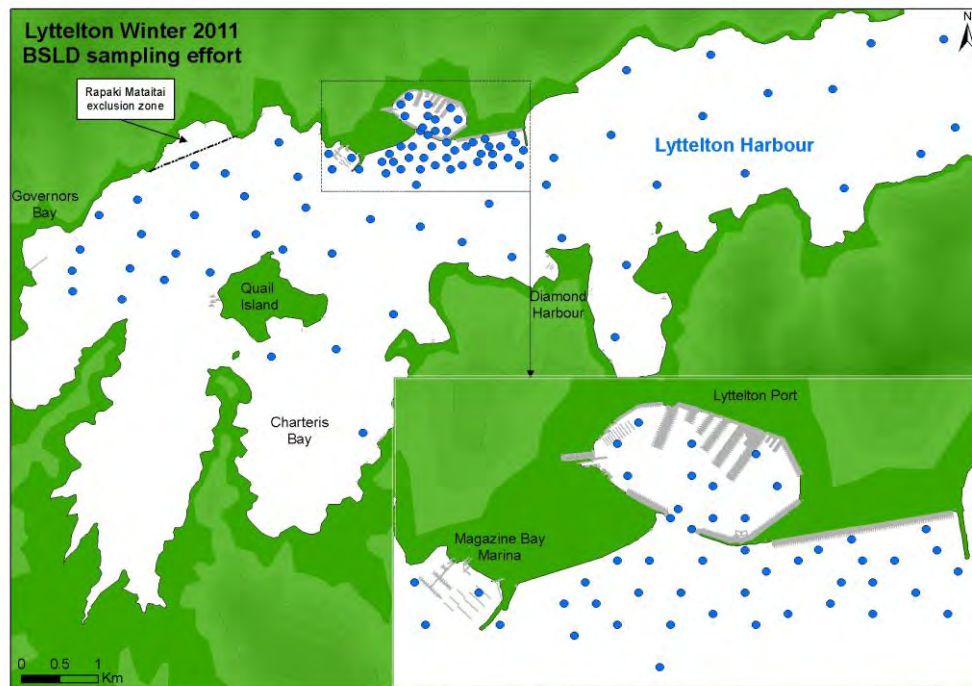 Lyttelton Winter 2011
BSLD sampling effort
N
Rapaki Mataitai
exclusion zone
Lyttelton Harbour
Governors
Bay
Quail
Island
Diamond
Harbour
Charteris
Bay
Lyttelton Port
Magazine Bay
Marina
0 0.5 1
Km